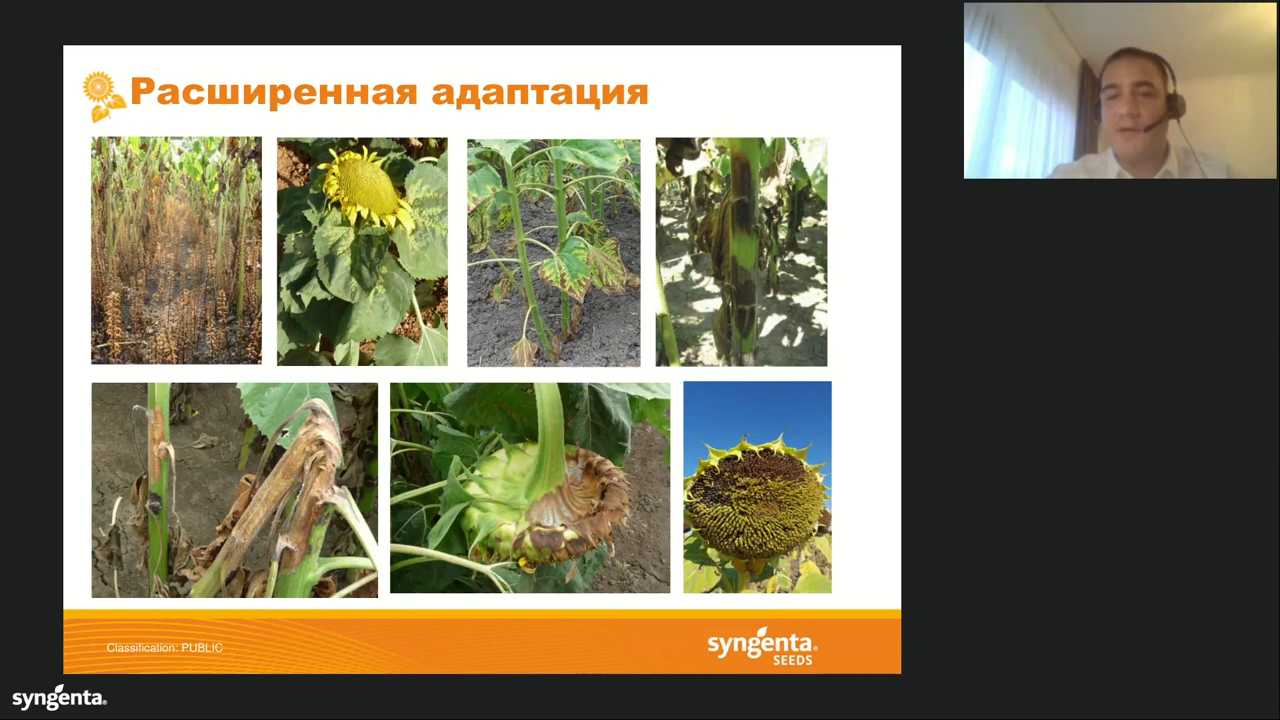 Расширенная адаптация
Classification: PUBLIC
syngenta®
SEEDS
syngenta®